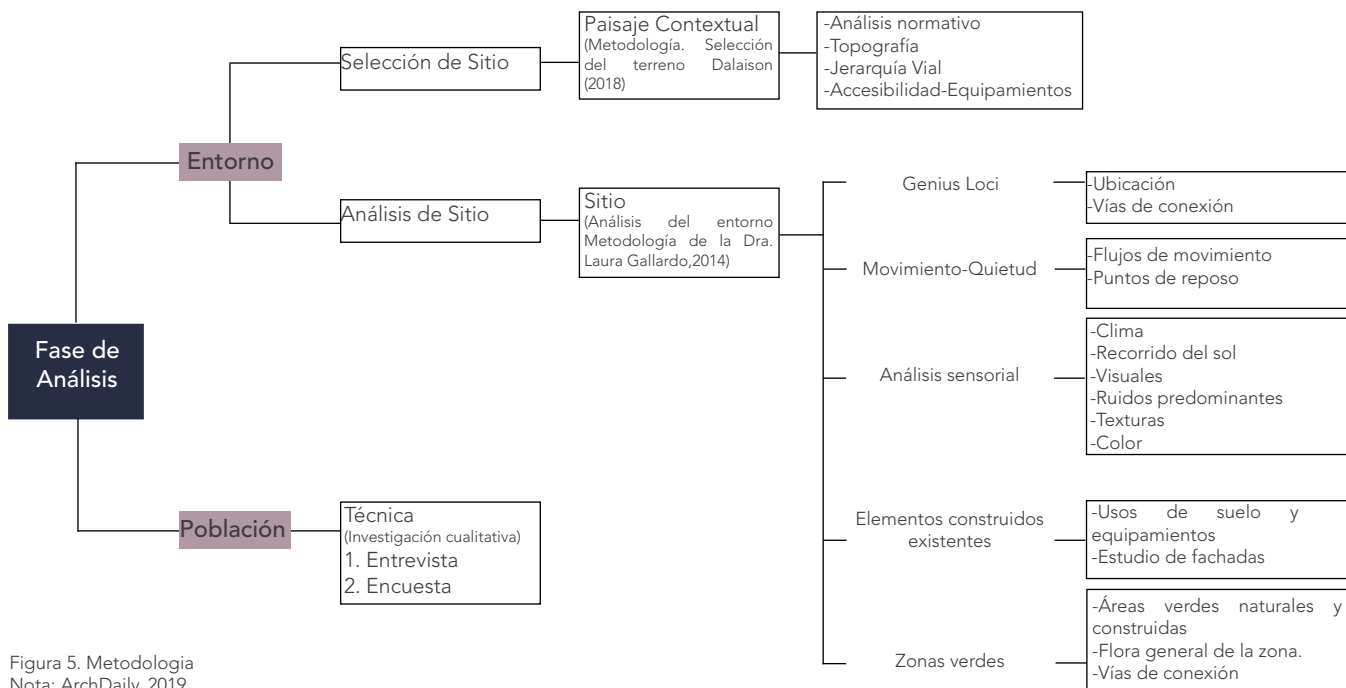 Fase de
Análisis
Entorno
Selección de Sitio
Paisaje Contextual
(Metodología. Selección
del terreno Dalaison
(2018)
-Análisis normativo
-Topografía
-Jerarquía Vial
-Accesibilidad-Equipamientos
Análisis de Sitio
Sitio
(Análisis del entorno
Metodología de la Dra.
Laura Gallardo,2014)
Genius Loci
-Ubicación
-Vías de conexión
Movimiento-Quietud
-Flujos de movimiento
-Puntos de reposo
Análisis sensorial
-Clima
-Recorrido del sol
-Visuales
-Ruidos predominantes
-Texturas
-Color
Elementos construidos
existentes
-Usos de suelo y
equipamientos
-Estudio de fachadas
Zonas verdes
-Áreas verdes naturales y
construidas
-Flora general de la zona.
-Vías de conexión
Población
Técnica
(Investigación cualitativa)
1. Entrevista
2. Encuesta
Figura 5. Metodologia
Nota: ArchDaily, 2019